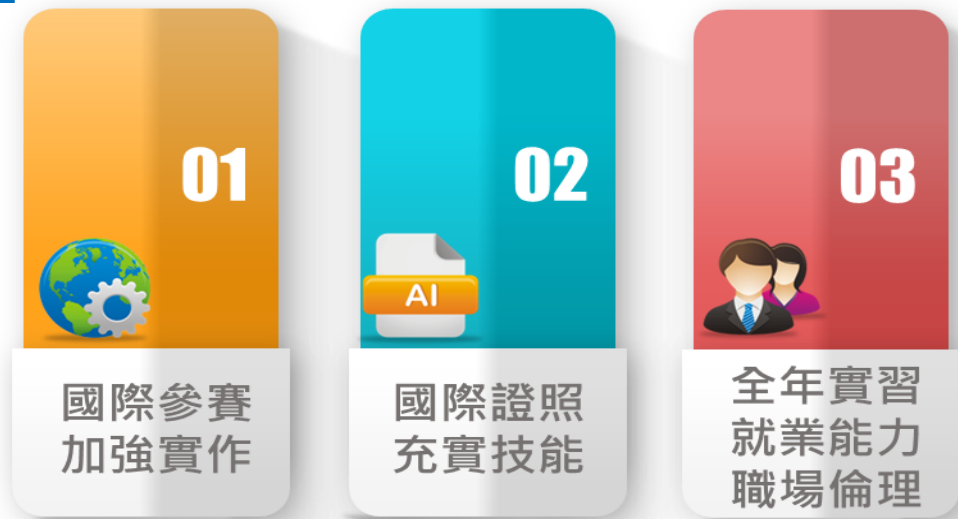 01
國際參賽
加強實作
02
AI
國際證照
充實技能
03
全年實習
就業能力
職場倫理